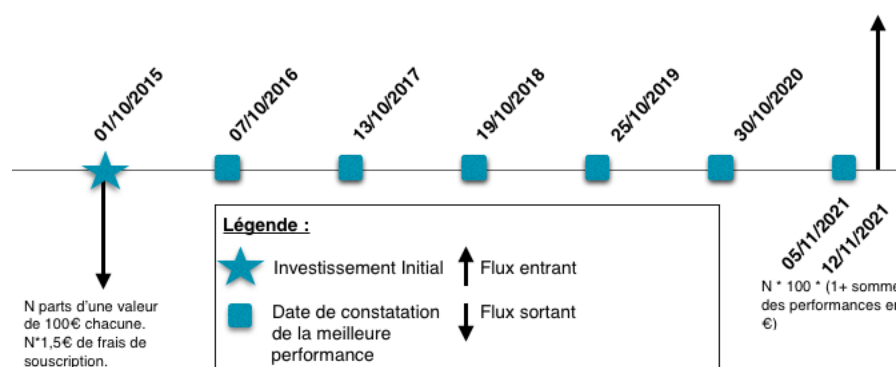 01/10/2015
07/10/2016
13/10/2017
19/10/2018
25/10/2019
30/10/2020
05/11/2021
12/11/2021
Légende :
Investissement Initial
Flux entrant
Date de constatation
de la meilleure
performance
Flux sortant
N parts d'une valeur
de 100€ chacune.
N*1,5€ de frais de
souscription.
N * 100 * (1+ somme
des performances en
€)